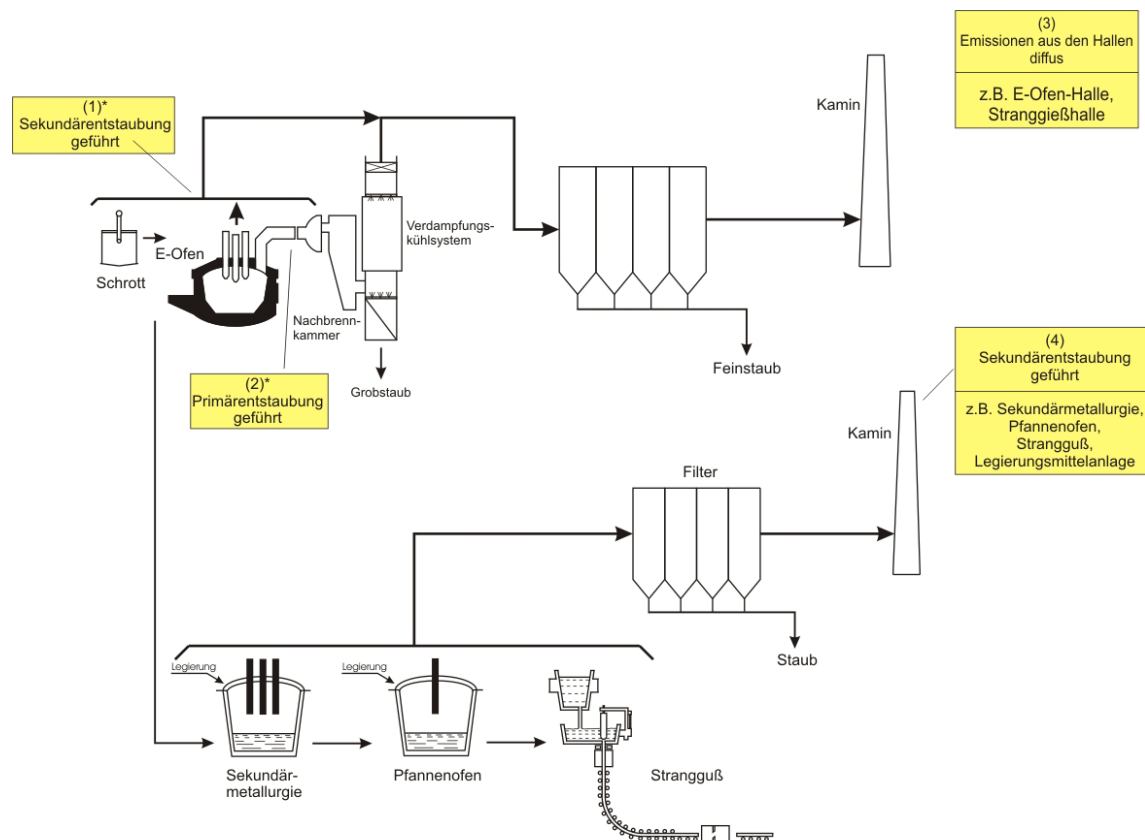 (3)
Emissionen aus den Hallen
diffus
z.B. E-Ofen-Halle,
Stranggießhalle
Kamin
(1)*
Sekundärentstaubung
geführt
Verdampfungs-
kühlsystem
E-Ofen
Schrott
Nachbrenn-
kammer
Feinstaub
Grobstaub
(2)*
Primärentstaubung
geführt
(4)
Sekundärentstaubung
geführt
z.B. Sekundärmetallurgie,
Pfannenofen,
Strangguß,
Legierungsmittelanlage
Kamin
Filter
Staub
Legierung
Legierung
Sekundär-
metallurgie
Pfannenofen
Strangguß